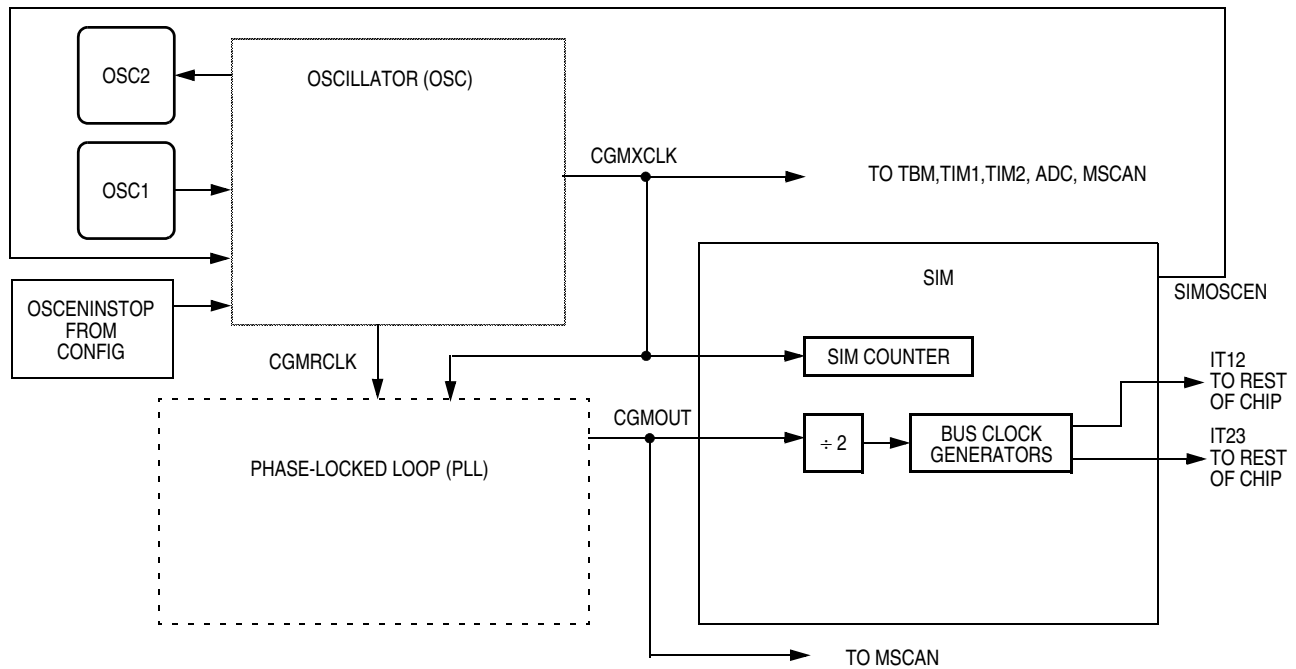 OSC2
OSCILLATOR (OSC)
CGMXCLK
OSC1
TO TBM,TIM1,TIM2, ADC, MSCAN
SIM
SIMOSCEN
OSCENINSTOP
FROM
CONFIG
CGMRCLK
SIM COUNTER
IT12
TO REST
OF CHIP
CGMOUT
÷ 2
BUS CLOCK
GENERATORS
IT23
TO REST
OF CHIP
PHASE-LOCKED LOOP (PLL)
TO MSCAN